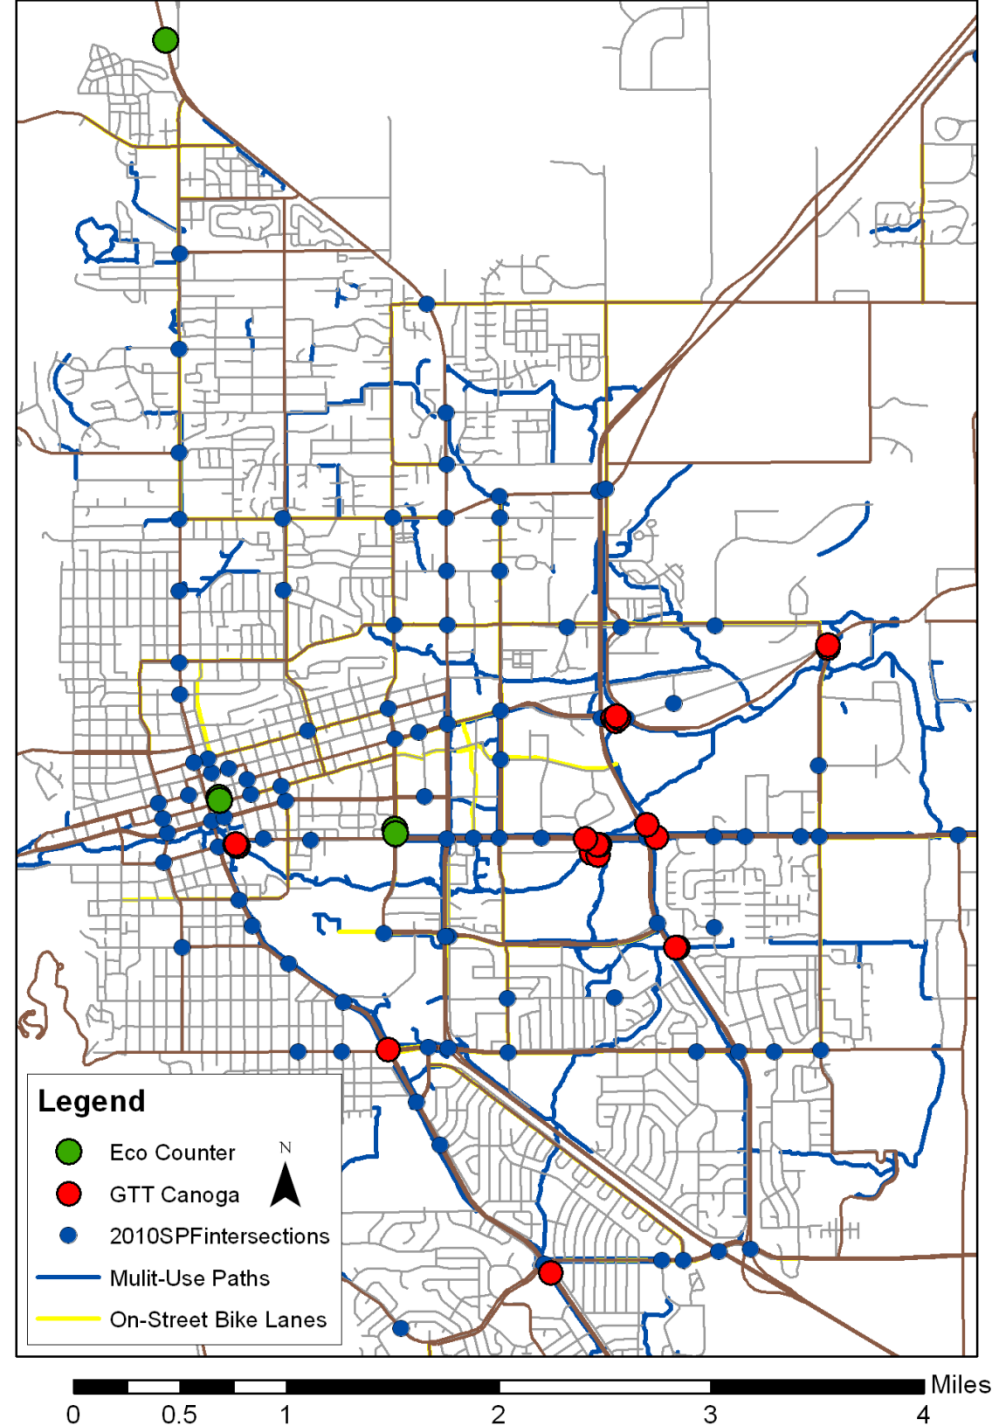 Legend
N
Eco Counter
GTT Canoga
2010SPFintersections
Mulit-Use Paths
On-Street Bike Lanes
Miles
0 0.5 1 2 3 4